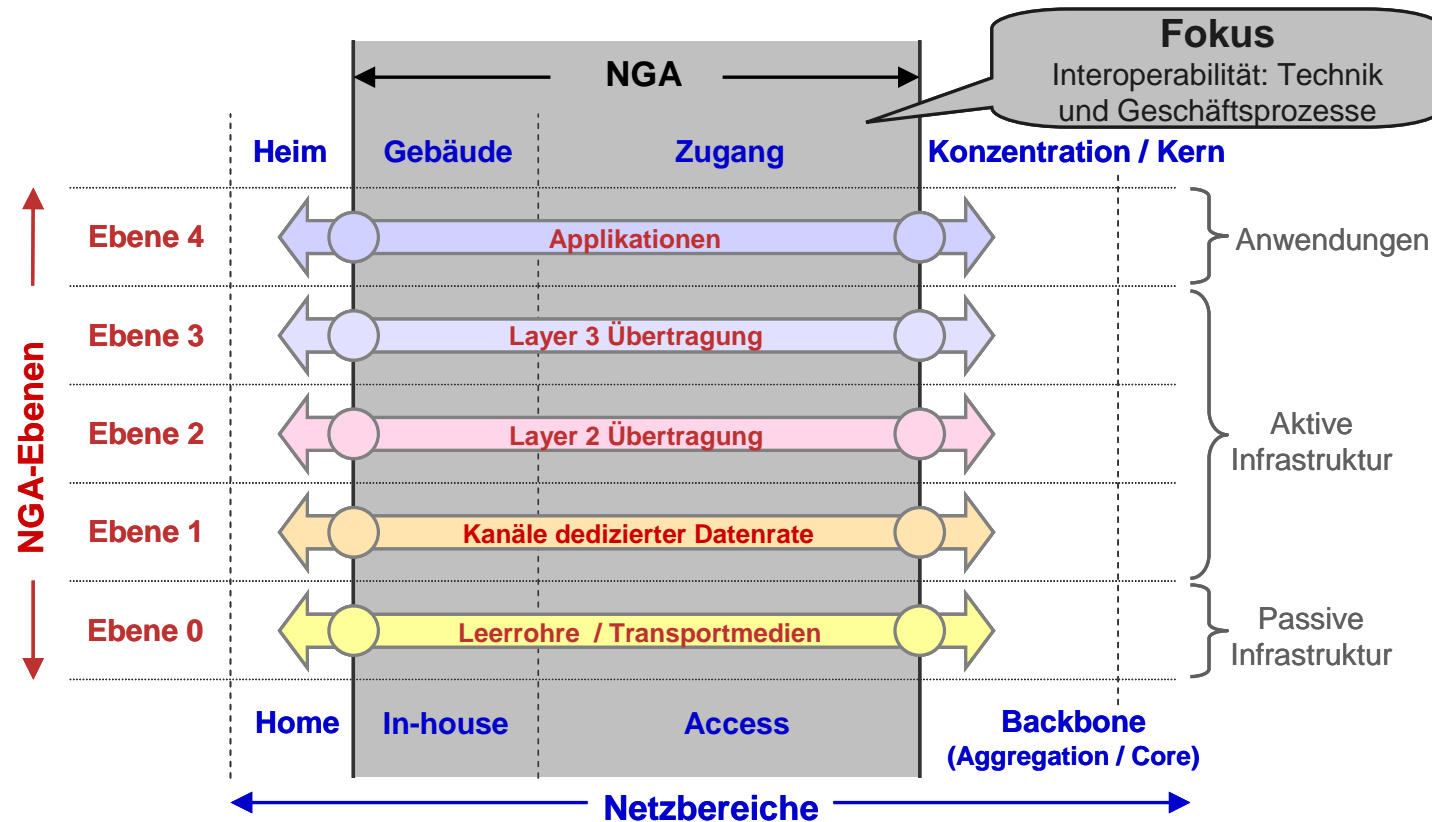 Fokus
Interoperabilität: Technik
und Geschäftsprozesse
NGA
Heim
Gebäude
Zugang
Konzentration / Kern
NGA-Ebenen
Ebene 4
Applikationen
Anwendungen
Ebene 3
Layer 3 Übertragung
Ebene 2
Layer 2 Übertragung
Aktive
Infrastruktur
Ebene 1
Kanäle dedizierter Datenrate
Ebene 0
Leerrohre / Transportmedien
Passive
Infrastruktur
Home
In-house
Access
Backbone
(Aggregation / Core)
Netzbereiche